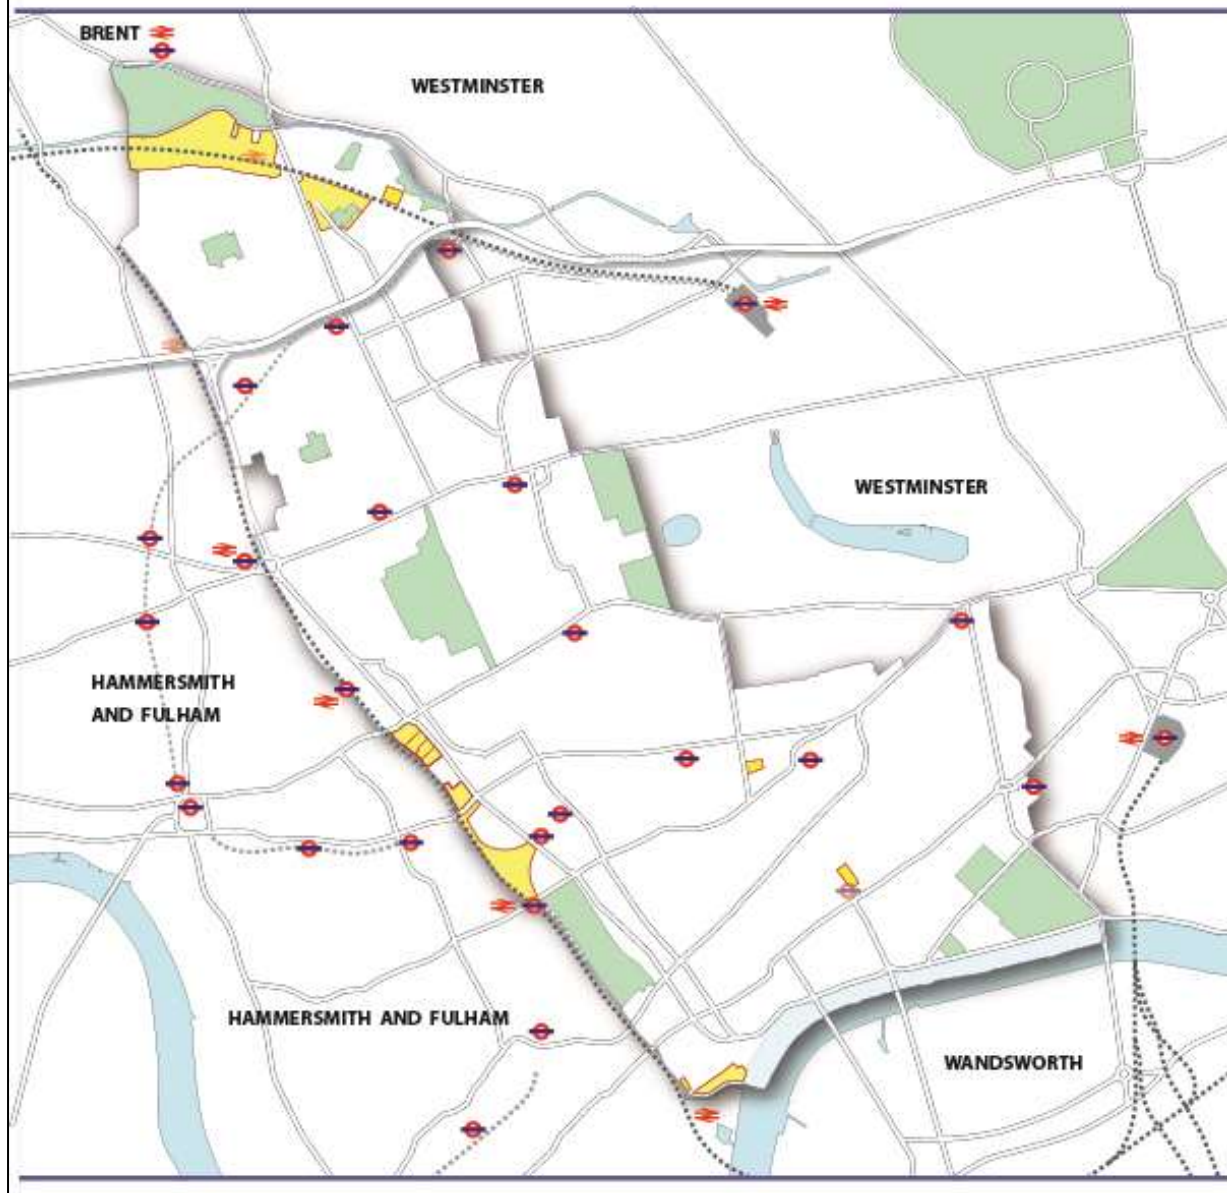 BRENT
WESTMINSTER
WESTMINSTER
HAMMERSMITH
AND FULHAM
HAMMERSMITH AND FULHAM
WANDSWORTH